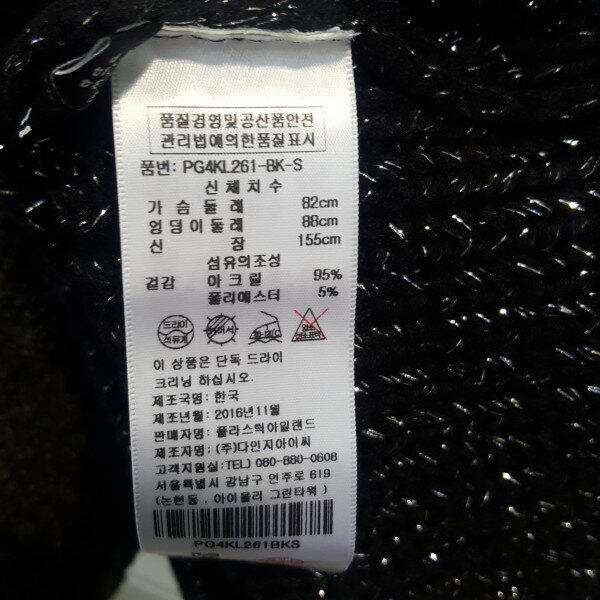 품질경영및공산품안전
관리법에의한품질표시
품번: PG4KL261-BK-S
신체치수
가슴둘레 82cm
엉덩이둘레 88cm
신장 155cm
섬유의조성
겉감 아크릴 95%
폴리에스터 5%
드라이
석유계
이 상품은 단독 드라이
크리닝 하십시오.
제조국명: 한국
제조년월: 2016년11월
판매자명: 플라스틱아일랜드
제조자명: (주)다인지아이씨
고객지원실:TEL) 080-880-0608
서울특별시 강남구 언주로 619
(논현동. 아이올리 그린타워)
PG4KL261BKS